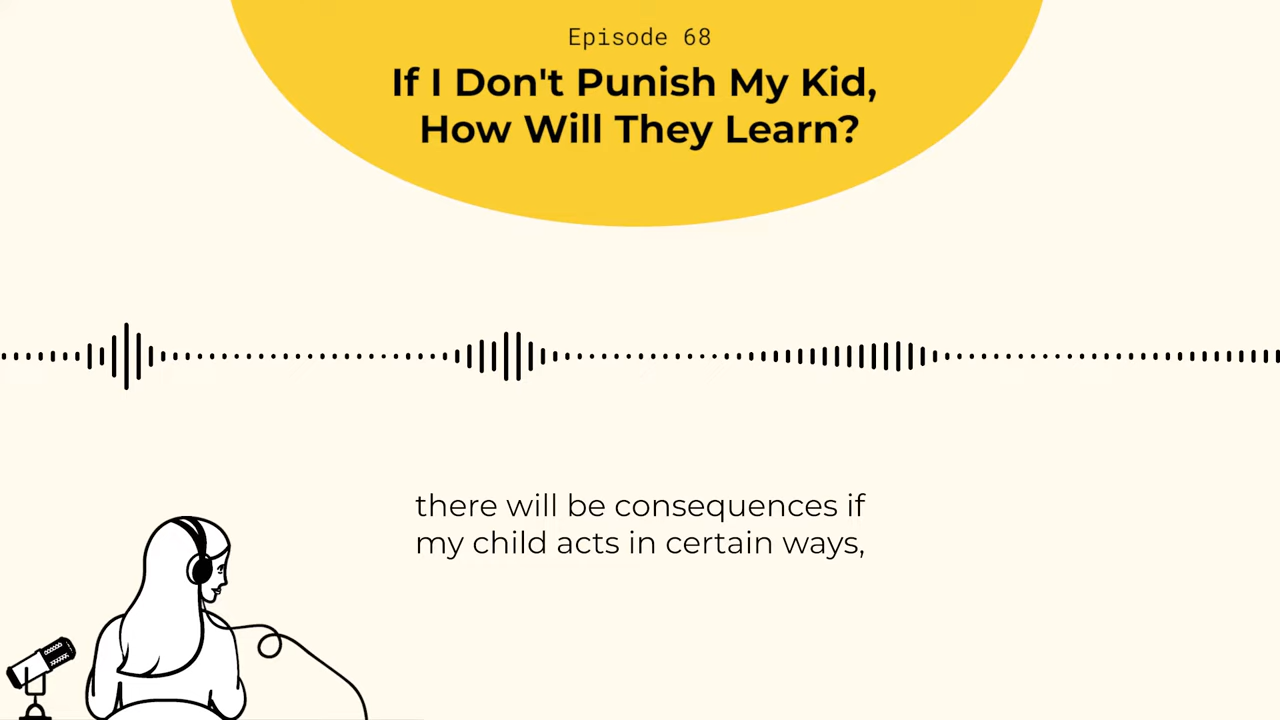 Episode 68
If I Don't Punish My Kid,
How Will They Learn?
there will be consequences if
my child acts in certain ways,